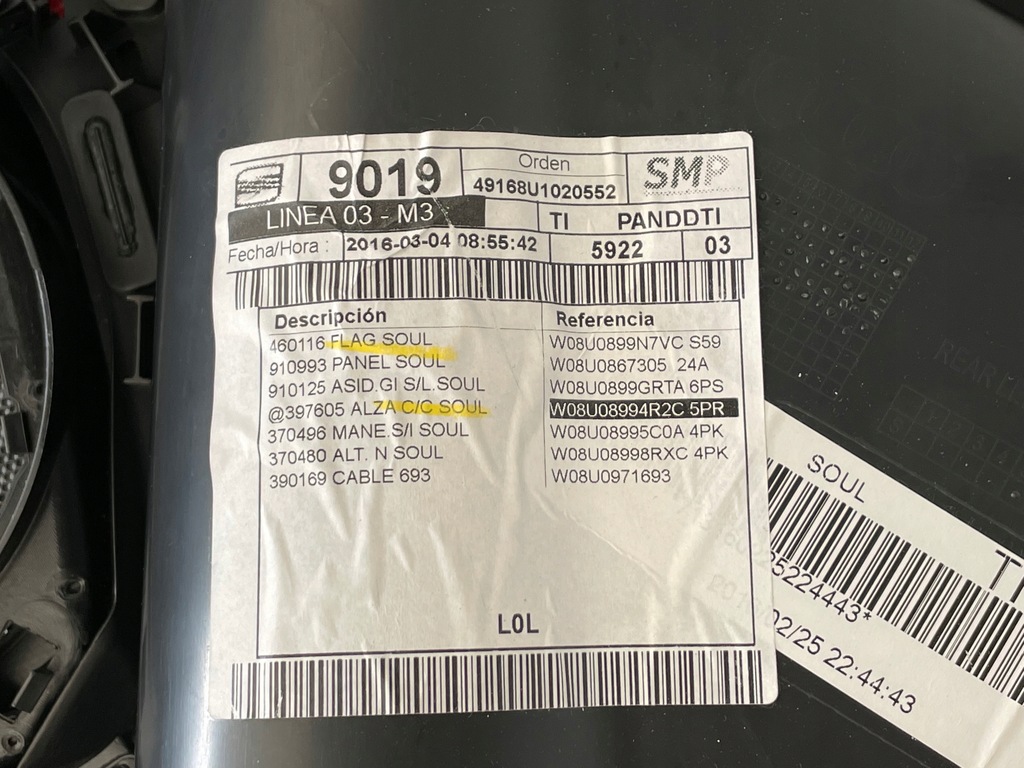 9019
Orden
49168U1020552
SMP
LINEA 03 - M3
TI PANDDTI
Fecha/Hora : 2016-03-04 08:55:42
5922 03
Descripción Referencia
460116 FLAG SOUL W08U0899N7VC S59
910993 PANEL SOUL W08U0867305 24A
910125 ASID.GI S/L.SOUL W08U0899GRTA 6PS
@397605 ALZA C/C SOUL W08U08994R2C 5PR
370496 MANE.S/I SOUL W08U08995C0A 4PK
370480 ALT. N SOUL W08U08998RXC 4PK
390169 CABLE 693 W08U0971693
L0L
SOUL
25224443*
02/25 22:44:43